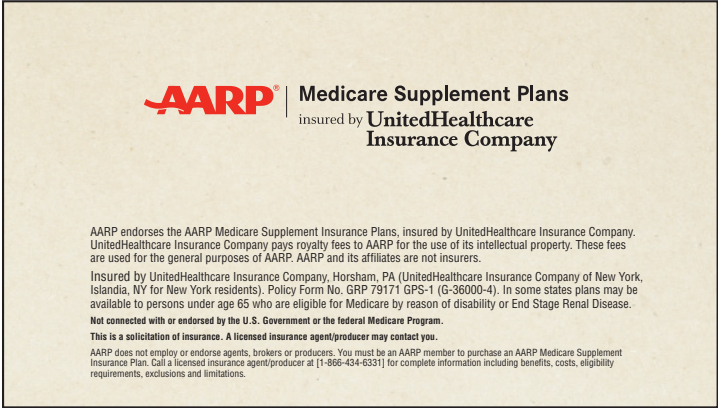 AARP® | Medicare Supplement Plans
insured by UnitedHealthcare
Insurance Company
AARP endorses the AARP Medicare Supplement Insurance Plans, insured by UnitedHealthcare Insurance Company.
UnitedHealthcare Insurance Company pays royalty fees to AARP for the use of its intellectual property. These fees
are used for the general purposes of AARP. AARP and its affiliates are not insurers.
Insured by UnitedHealthcare Insurance Company, Horsham, PA (UnitedHealthcare Insurance Company of New York,
Islandia, NY for New York residents). Policy Form No. GRP 79171 GPS-1 (G-36000-4). In some states plans may be
available to persons under age 65 who are eligible for Medicare by reason of disability or End Stage Renal Disease.
Not connected with or endorsed by the U.S. Government or the federal Medicare Program.
This is a solicitation of insurance. A licensed insurance agent/producer may contact you.
AARP does not employ or endorse agents, brokers or producers. You must be an AARP member to purchase an AARP Medicare Supplement
Insurance Plan. Call a licensed insurance agent/producer at [1-866-434-6331] for complete information including benefits, costs, eligibility
requirements, exclusions and limitations.